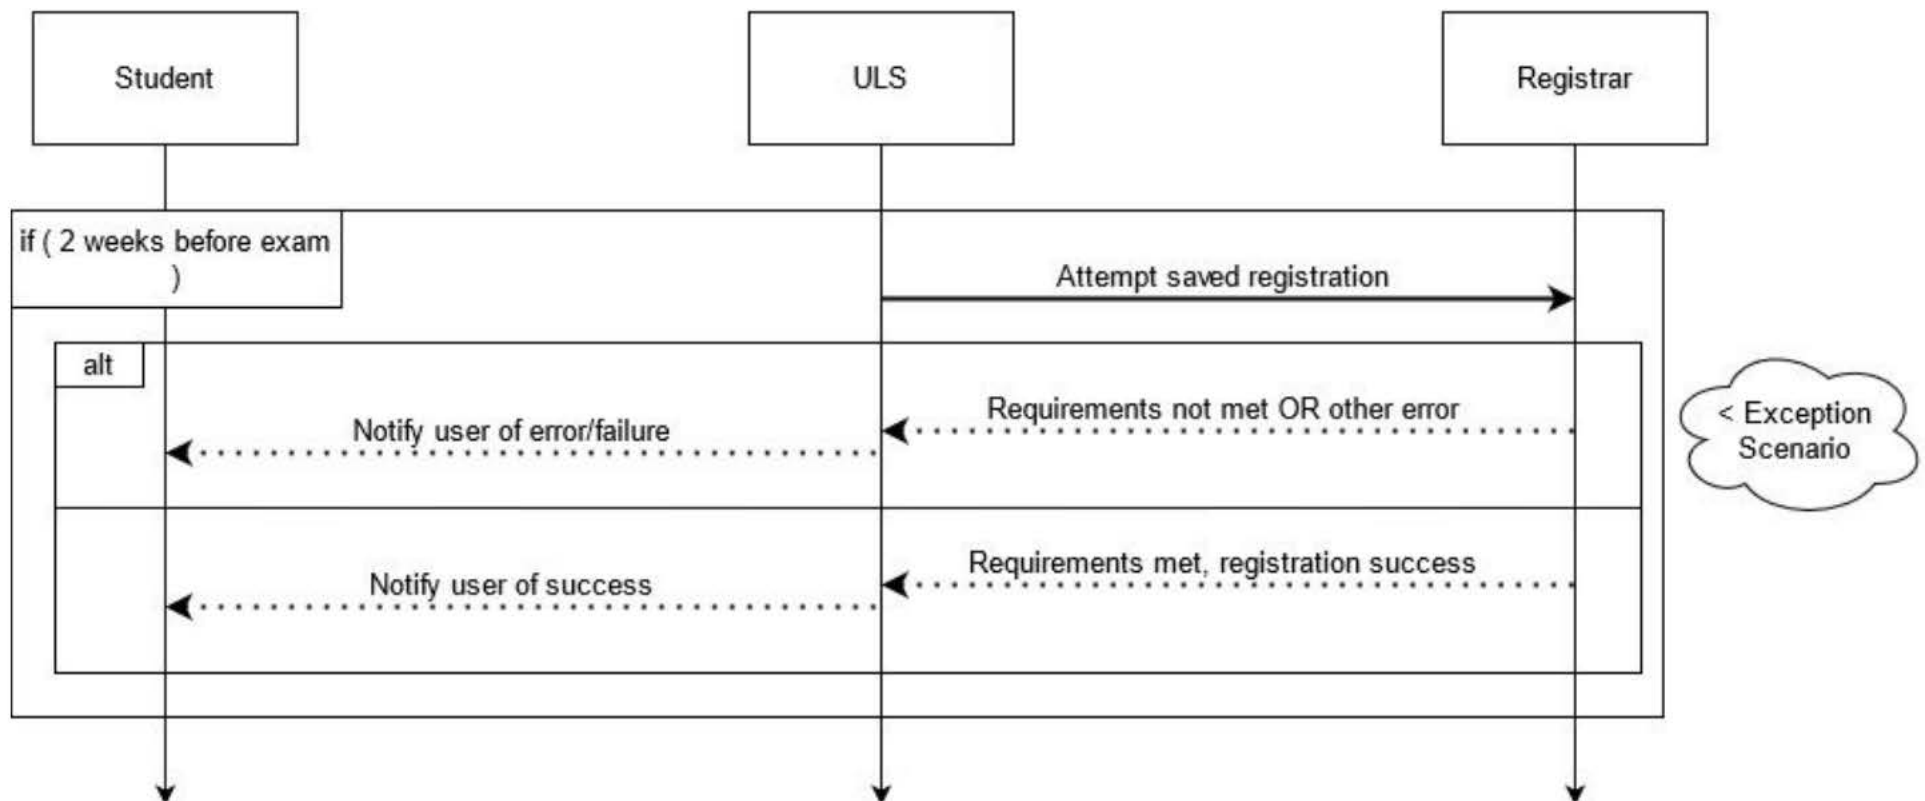 Student
ULS
Registrar
if ( 2 weeks before exam
)
Attempt saved registration
alt
Requirements not met OR other error
Notify user of error/failure
< Exception
Scenario
Requirements met, registration success
Notify user of success